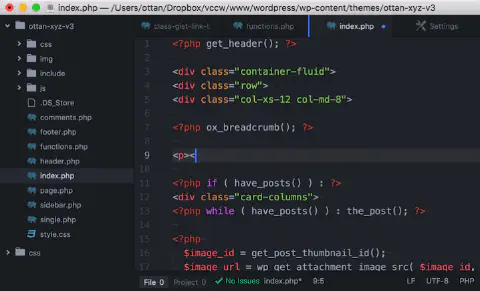 index.php — /Users/ottan/Dropbox/vccw/www/wordpress/wp-content/themes/ottan-xyz-v3
ottan-xyz-v3
css
img
include
js
.DS_Store
comments.php
footer.php
functions.php
header.php
index.php
page.php
sidebar.php
single.php
style.css
css
class-gist-link-t
functions.php
index.php
Settings
1 <?php get_header(); ?>
2
3 <div class="container-fluid">
4 <div class="row">
5 <div class="col-xs-12 col-md-8">
6
7 <?php ox_breadcrumb(); ?>
8
9 <p><
10
11 <?php if ( have_posts() ) : ?>
12 <div class="card-columns">
13 <?php while ( have_posts() ) : the_post(); ?>
14
15 <?php
16 $image_id = get_post_thumbnail_id();
17 $image_url = wp_get_attachment_image_src( $image_id,
File 0 Project 0 No Issues index.php* 9:5 LF UTF-8 PHP